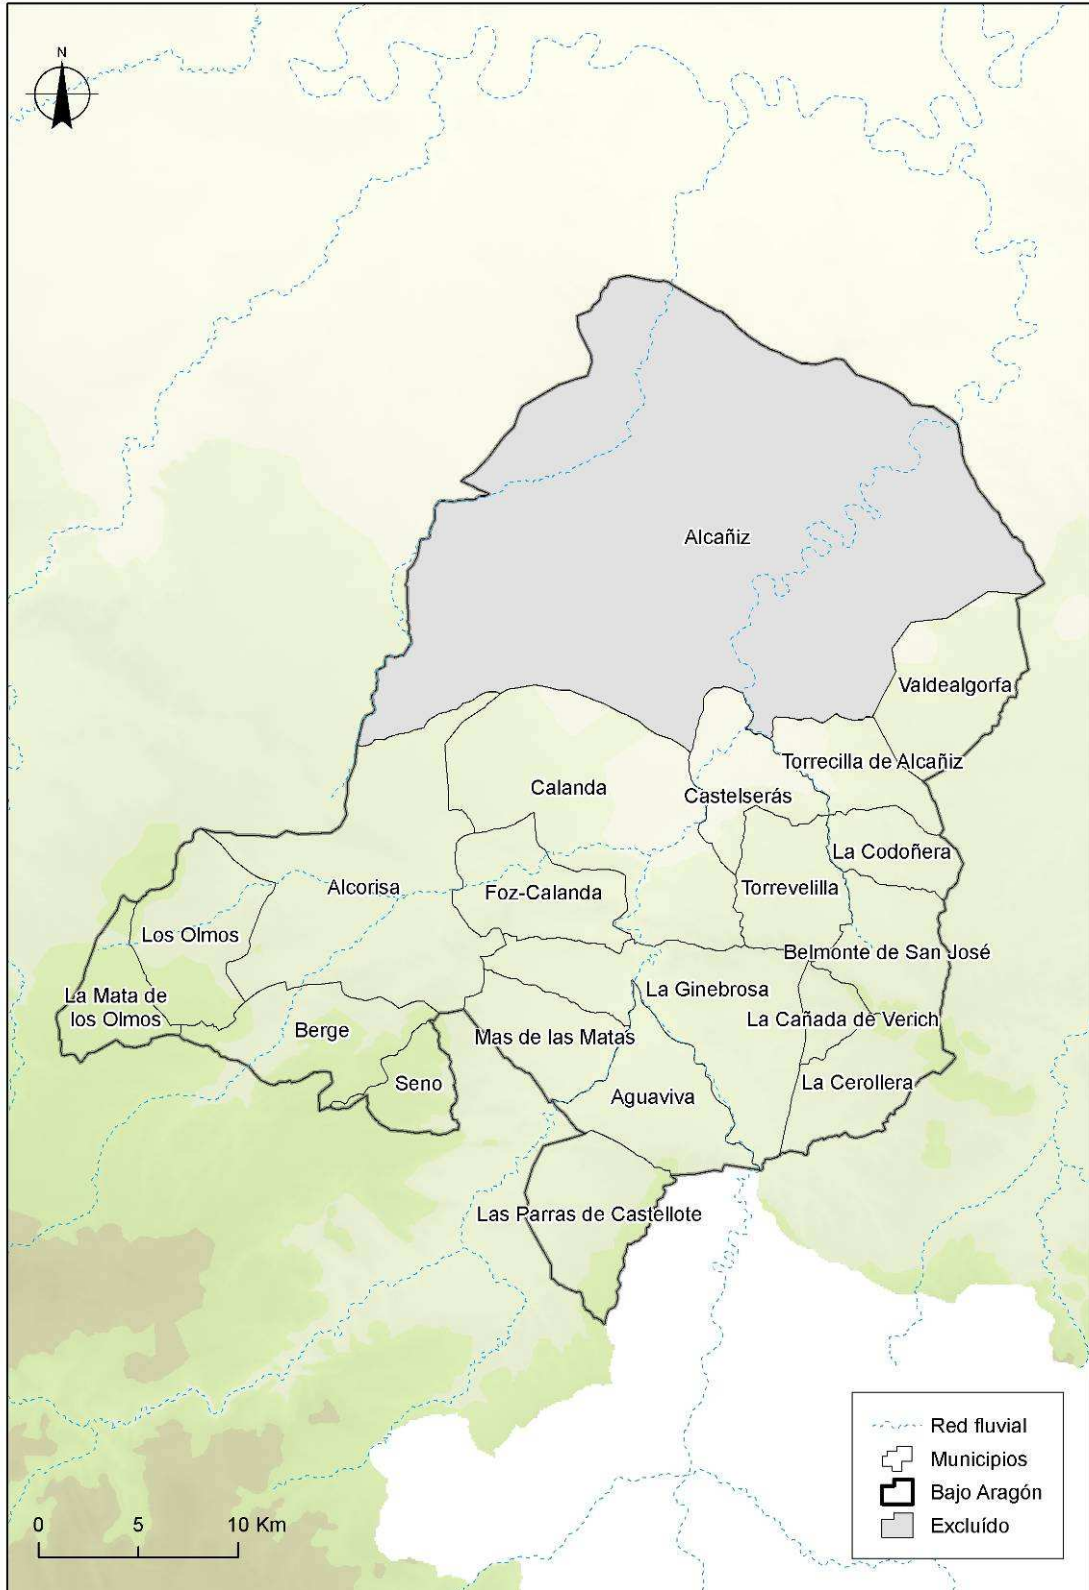 N
Alcañiz
Valdealgorfa
Torrecilla de Alcañiz
Calanda
Castelserás
La Codoñera
Alcorisa
Foz-Calanda
Torrevelilla
Los Olmos
Belmonte de San José
La Mata de
los Olmos
La Ginebrosa
Berge
Mas de las Matas
La Cañada de Verich
Seno
Aguaviva
La Cerollera
Las Parras de Castellote
Red fluvial
Municipios
Bajo Aragón
Excluído
0 5 10 Km